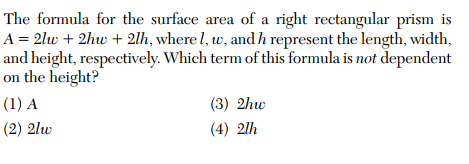 The formula for the surface area of a right rectangular prism is
A = 2lw + 2hw + 2lh, where l, w, and h represent the length, width,
and height, respectively. Which term of this formula is not dependent
on the height?
(1) A (3) 2hw
(2) 2lw (4) 2lh